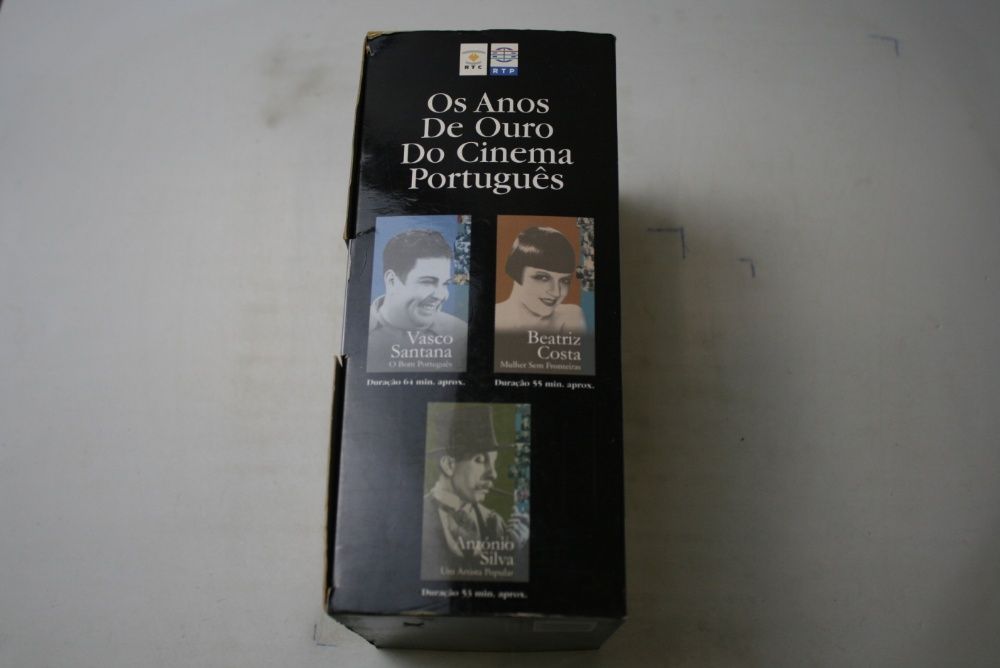 RTC
RTP
Os Anos
De Ouro
Do Cinema
Português
Vasco
Santana
O Bom Português
Duração 64 min. aprox.
Beatriz
Costa
Mulher Sem Fronteiras
Duração 55 min. aprox.
António
Silva
Um Artista Popular
Duração 55 min. aprox.